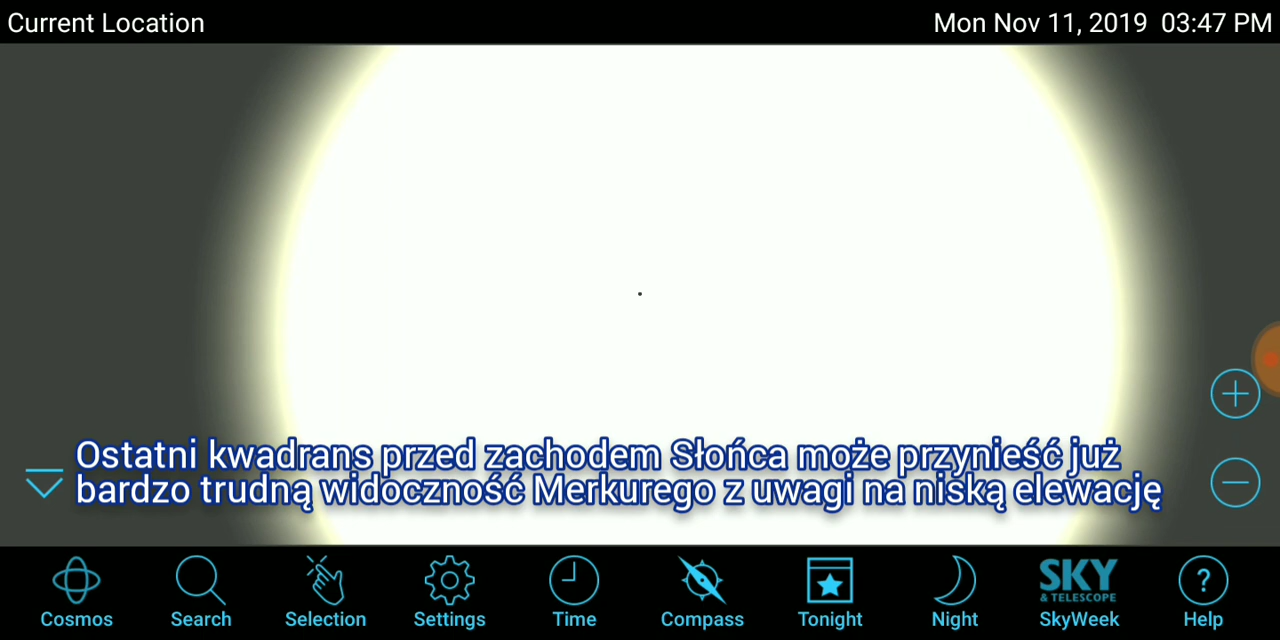 Current Location
Mon Nov 11, 2019 03:47 PM
Ostatni kwadrans przed zachodem Słońca może przynieść już
bardzo trudną widoczność Merkurego z uwagi na niską elewację
SKY
& TELESCOPE
Cosmos
Search
Selection
Settings
Time
Compass
Tonight
Night
SkyWeek
Help